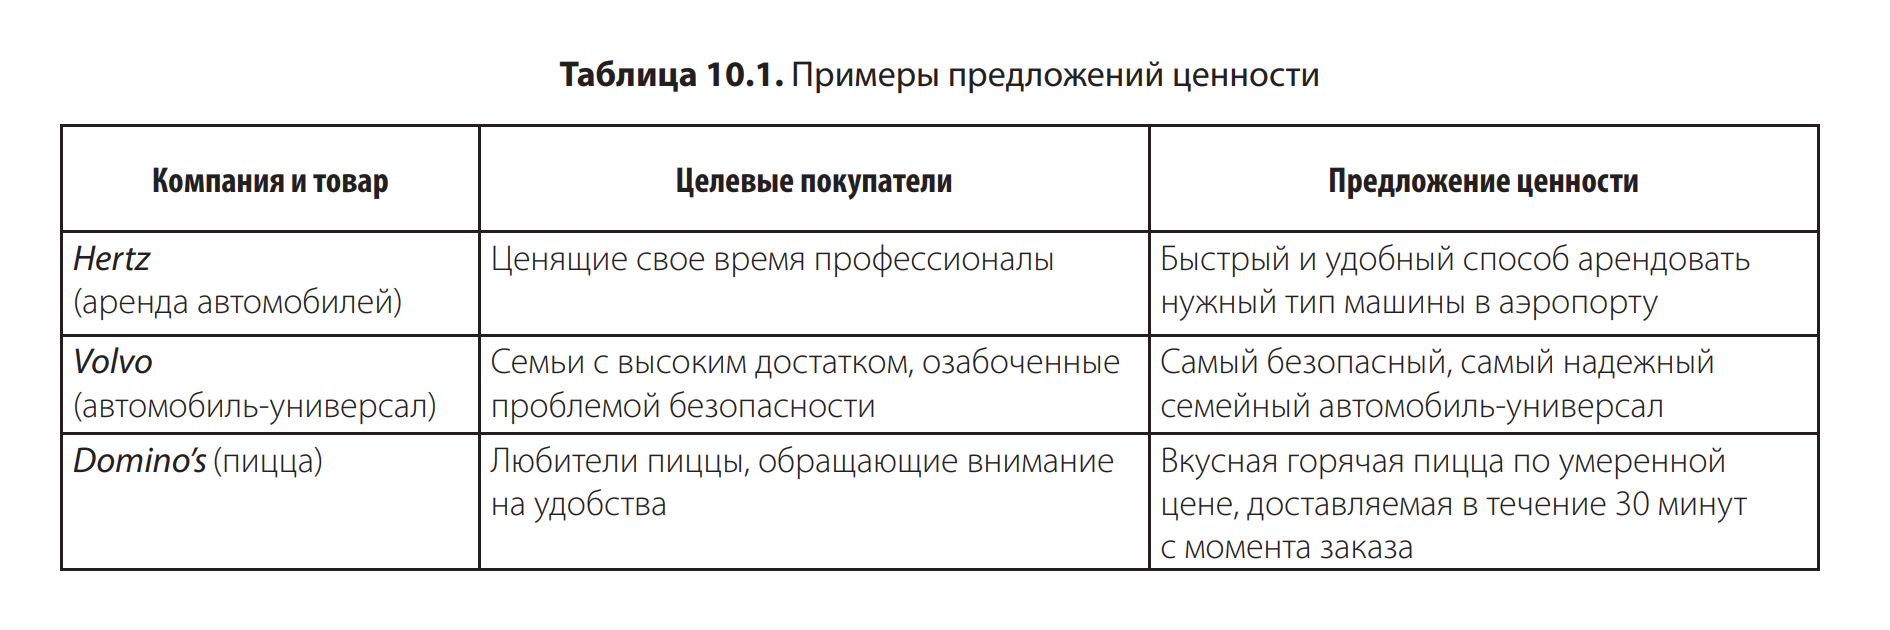 Таблица 10.1. Примеры предложений ценности
Компания и товар
Целевые покупатели
Предложение ценности
Hertz
(аренда автомобилей)
Ценящие свое время профессионалы
Быстрый и удобный способ арендовать
нужный тип машины в аэропорту
Volvo
(автомобиль-универсал)
Семьи с высоким достатком, озабоченные
проблемой безопасности
Самый безопасный, самый надежный
семейный автомобиль-универсал
Domino’s (пицца)
Любители пиццы, обращающие внимание
на удобства
Вкусная горячая пицца по умеренной
цене, доставляемая в течение 30 минут
с момента заказа